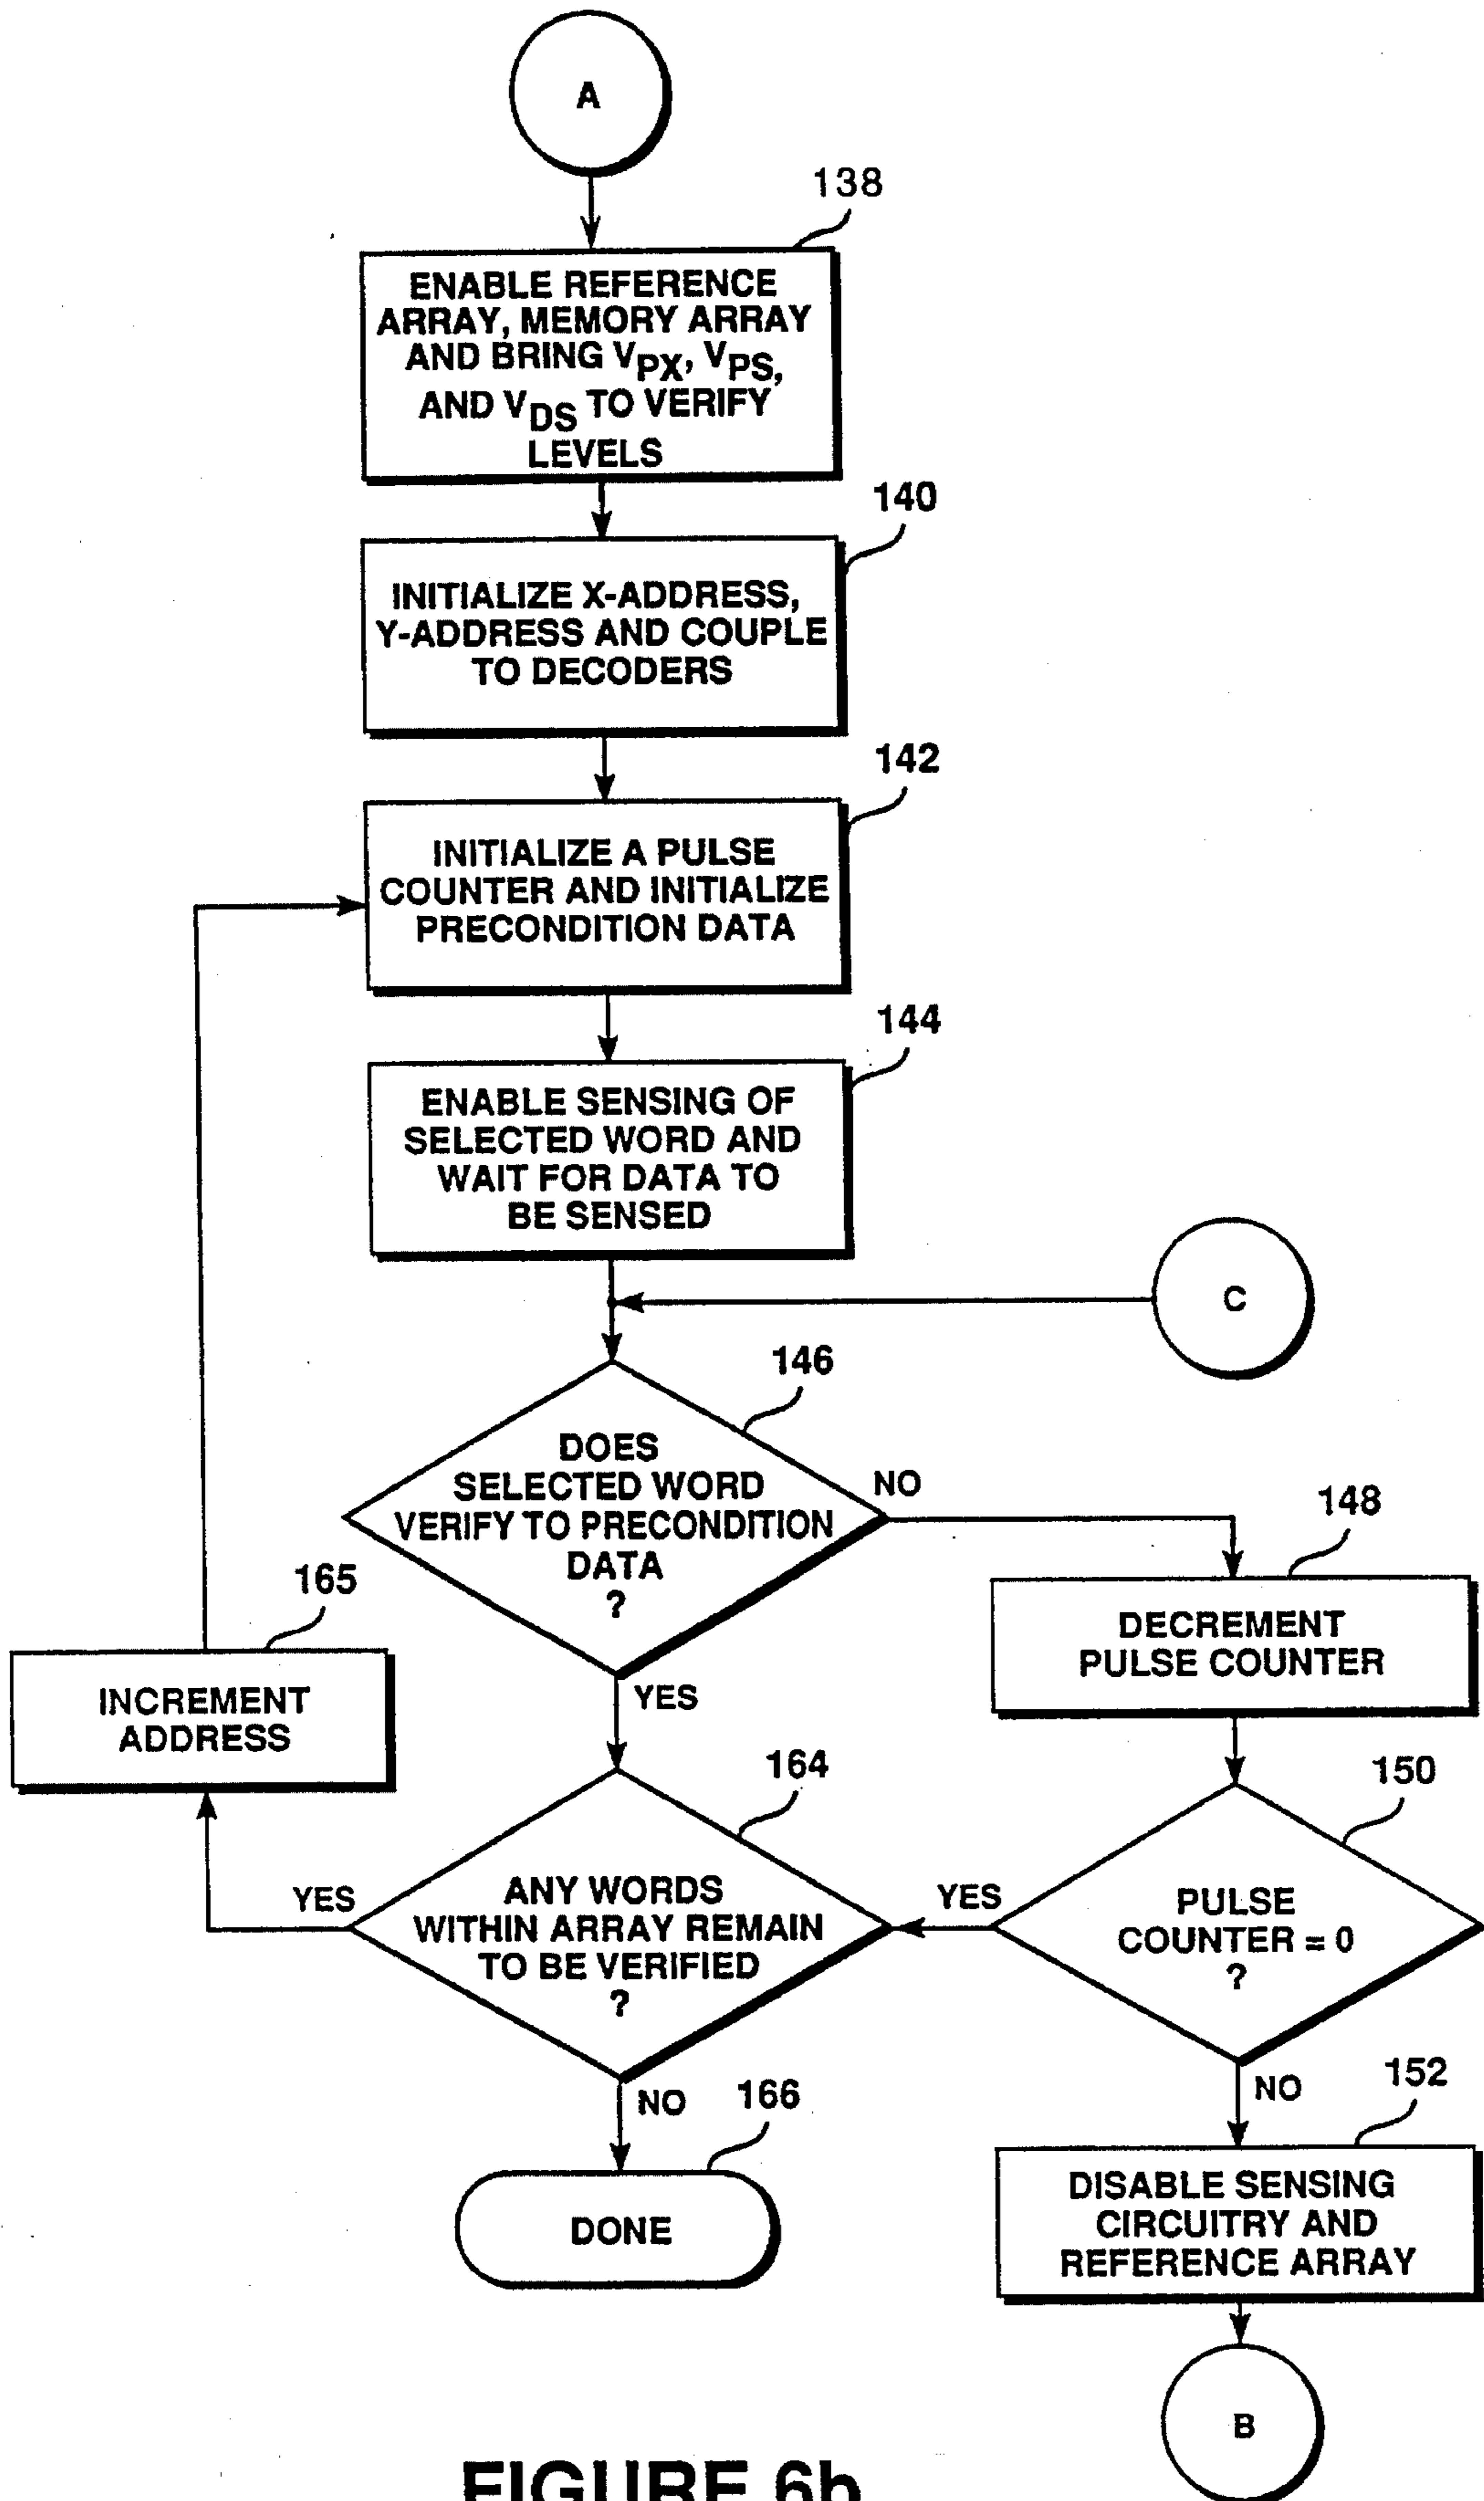 A
138
ENABLE REFERENCE
ARRAY, MEMORY ARRAY
AND BRING VPX, VPS,
AND VDS TO VERIFY
LEVELS
140
INITIALIZE X-ADDRESS,
Y-ADDRESS AND COUPLE
TO DECODERS
142
INITIALIZE A PULSE
COUNTER AND INITIALIZE
PRECONDITION DATA
144
ENABLE SENSING OF
SELECTED WORD AND
WAIT FOR DATA TO
BE SENSED
C
146
DOES
SELECTED WORD
VERIFY TO PRECONDITION
DATA
?
NO
148
DECREMENT
PULSE COUNTER
165
INCREMENT
ADDRESS
YES
164
ANY WORDS
WITHIN ARRAY REMAIN
TO BE VERIFIED
?
YES
YES
150
PULSE
COUNTER = 0
?
NO
166
DONE
NO
152
DISABLE SENSING
CIRCUITRY AND
REFERENCE ARRAY
B
FIGURE 6b